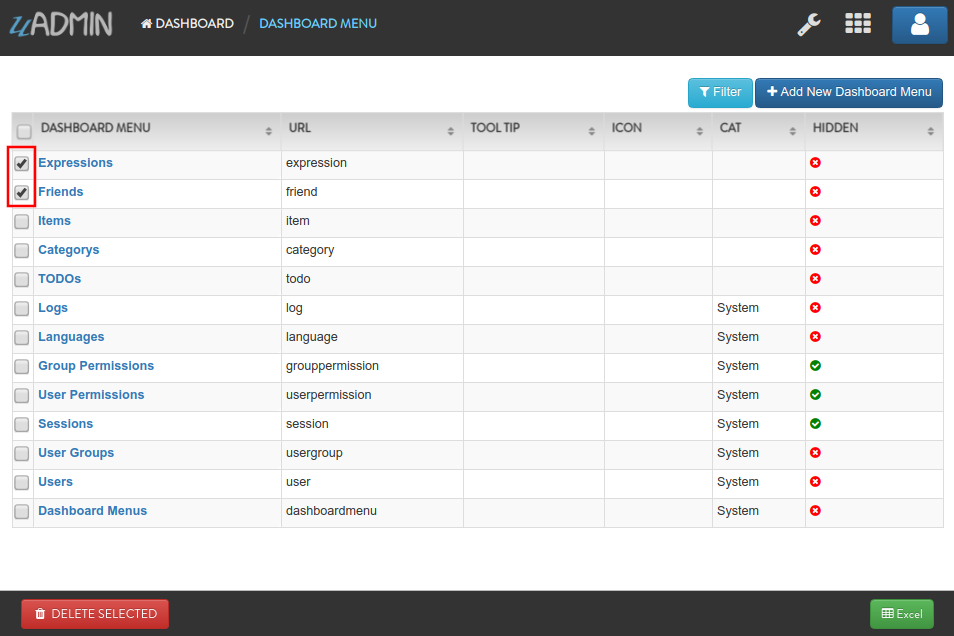 uADMIN DASHBOARD / DASHBOARD MENU
Filter Add New Dashboard Menu
DASHBOARD MENU URL TOOL TIP ICON CAT HIDDEN
Expressions expression
Friends friend
Items item
Categorys category
TODOs todo
Logs log System
Languages language System
Group Permissions grouppermission System
User Permissions userpermission System
Sessions session System
User Groups usergroup System
Users user System
Dashboard Menus dashboardmenu System
DELETE SELECTED Excel